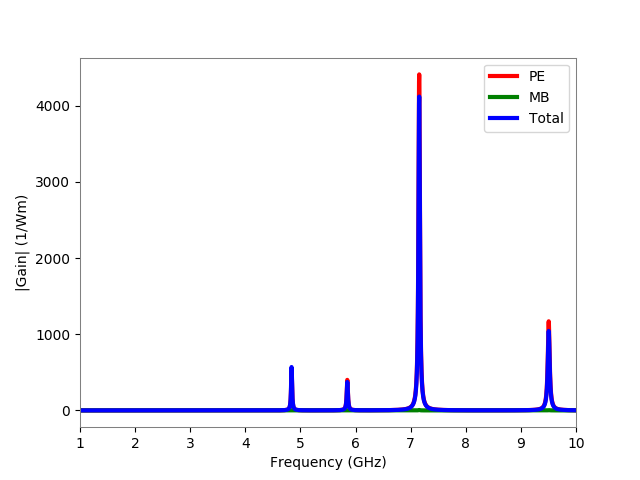 PE
MB
Total
4000
3000
2000
1000
0
|Gain| (1/Wm)
1 2 3 4 5 6 7 8 9 10
Frequency (GHz)